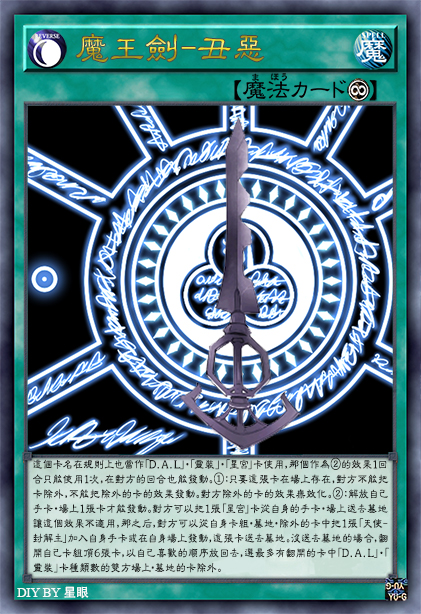 REVERSE
魔王劍-丑惡
SPELL
魔
【魔法カード】
ま ほう
這個卡名在規則上也當作「D.A.L」·「靈裝」·「星宮」卡使用,那個作為②的效果1回
合只能使用1次,在對方的回合也能發動。①:只要這張卡在場上存在,對方不能把
卡除外,不能把除外的卡的效果發動。對方除外的卡的效果無效化。②:解放自己
手卡·場上1張卡才能發動。對方可以把1張「星宮」卡從自身的手卡·場上送去墓地
讓這個效果不適用,那之後,對方可以從自身卡組·墓地·除外的卡中把1張「天使-
封解主」加入自身手卡或在自身場上發動,這張卡送去墓地。沒送去墓地的場合,翻
開自己卡組頂6張卡,以自己喜歡的順序放回去,選最多有翻開的卡中「D.A.L」·「
靈裝」卡種類數的雙方場上·墓地的卡除外。
DIY BY 星眼
YU-G